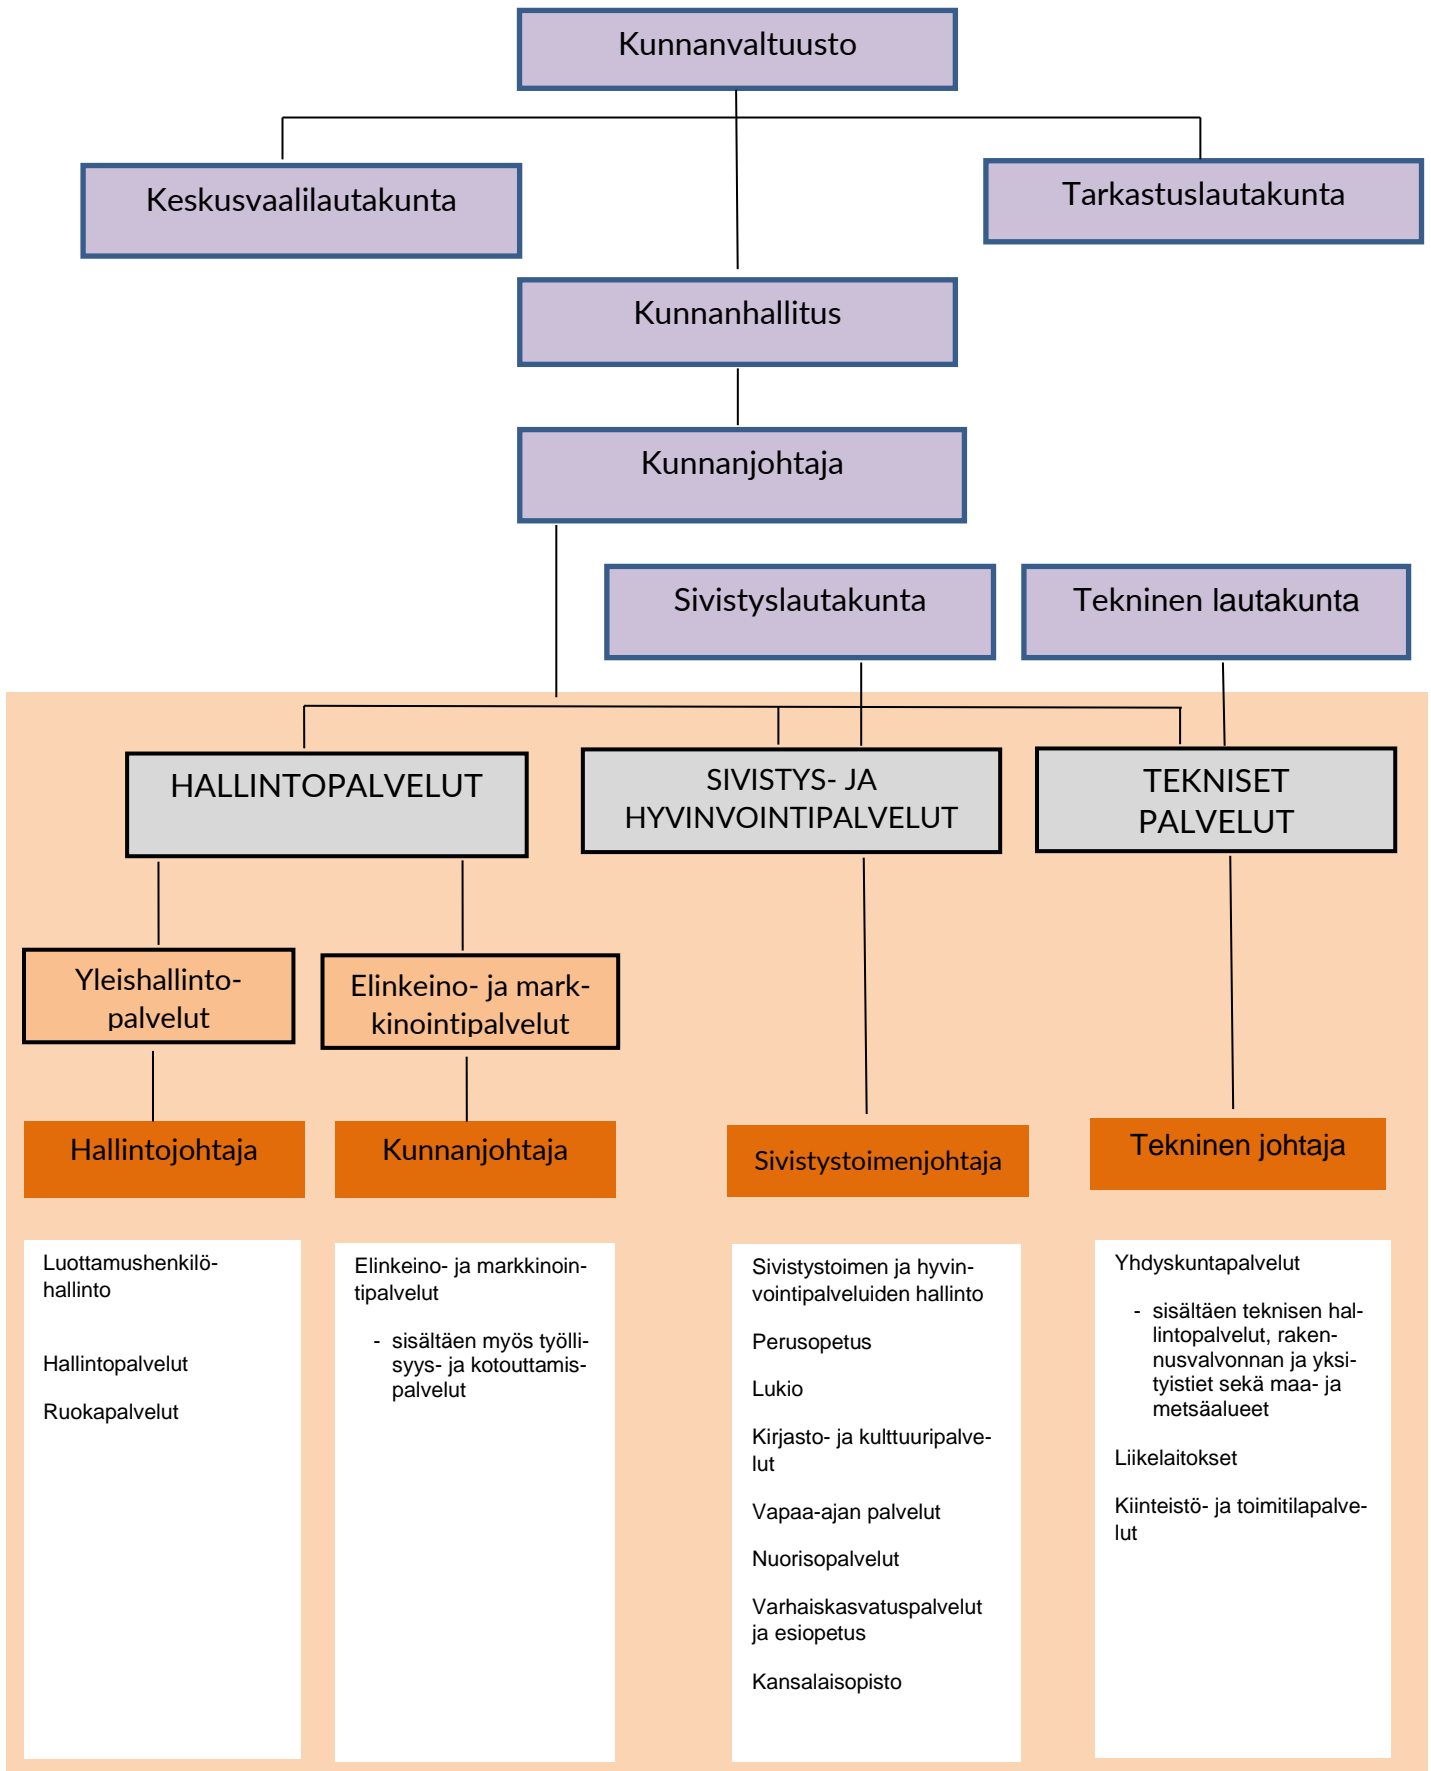 Kunnanvaltuusto
Keskusvaalilautakunta
Tarkastuslautakunta
Kunnanhallitus
Kunnanjohtaja
Sivistyslautakunta
Tekninen lautakunta
HALLINTOPALVELUT
SIVISTYS- JA
HYVINVOINTIPALVELUT
TEKNISET
PALVELUT
Yleishallinto-
palvelut
Elinkeino- ja mark-
kinointipalvelut
Hallintojohtaja
Kunnanjohtaja
Sivistystoimenjohtaja
Tekninen johtaja
Luottamushenkilö-
hallinto
Hallintopalvelut
Ruokapalvelut
Elinkeino- ja markkinoin-
tipalvelut
- sisältäen myös työlli-
syys- ja kotouttamis-
palvelut
Sivistystoimen ja hyvin-
vointipalveluiden hallinto
Perusopetus
Lukio
Kirjasto- ja kulttuuripalve-
lut
Vapaa-ajan palvelut
Nuorisopalvelut
Varhaiskasvatuspalvelut
ja esiopetus
Kansalaisopisto
Yhdyskuntapalvelut
- sisältäen teknisen hal-
lintopalvelut, raken-
nusvalvonnan ja yksi-
tyistiet sekä maa- ja
metsäalueet
Liikelaitokset
Kiinteistö- ja toimitilapalve-
lut